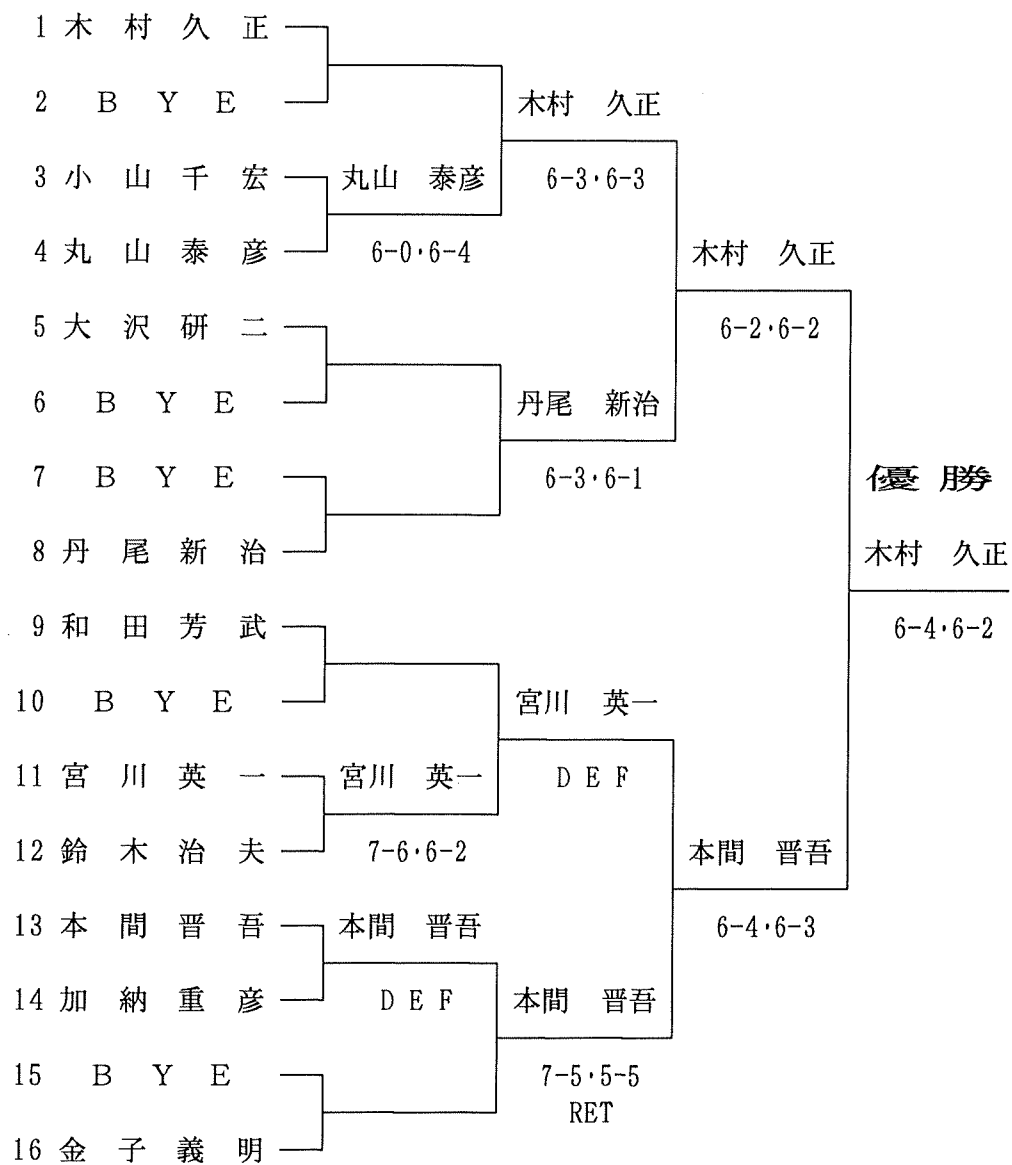 1 木村久正
2 BYE
木村 久正
3 小山千宏
丸山 泰彦
6-3・6-3
4 丸山泰彦
6-0・6-4
木村 久正
5 大沢研二
6-2・6-2
6 BYE
丹尾 新治
7 BYE
6-3・6-1
優勝
8 丹尾新治
木村 久正
9 和田芳武
6-4・6-2
10 BYE
宮川 英一
11 宮川英一
宮川 英一
DEF
12 鈴木治夫
7-6・6-2
本間 晋吾
13 本間晋吾
本間 晋吾
6-4・6-3
14 加納重彦
DEF
本間 晋吾
15 BYE
7-5・5-5
RET
16 金子義明